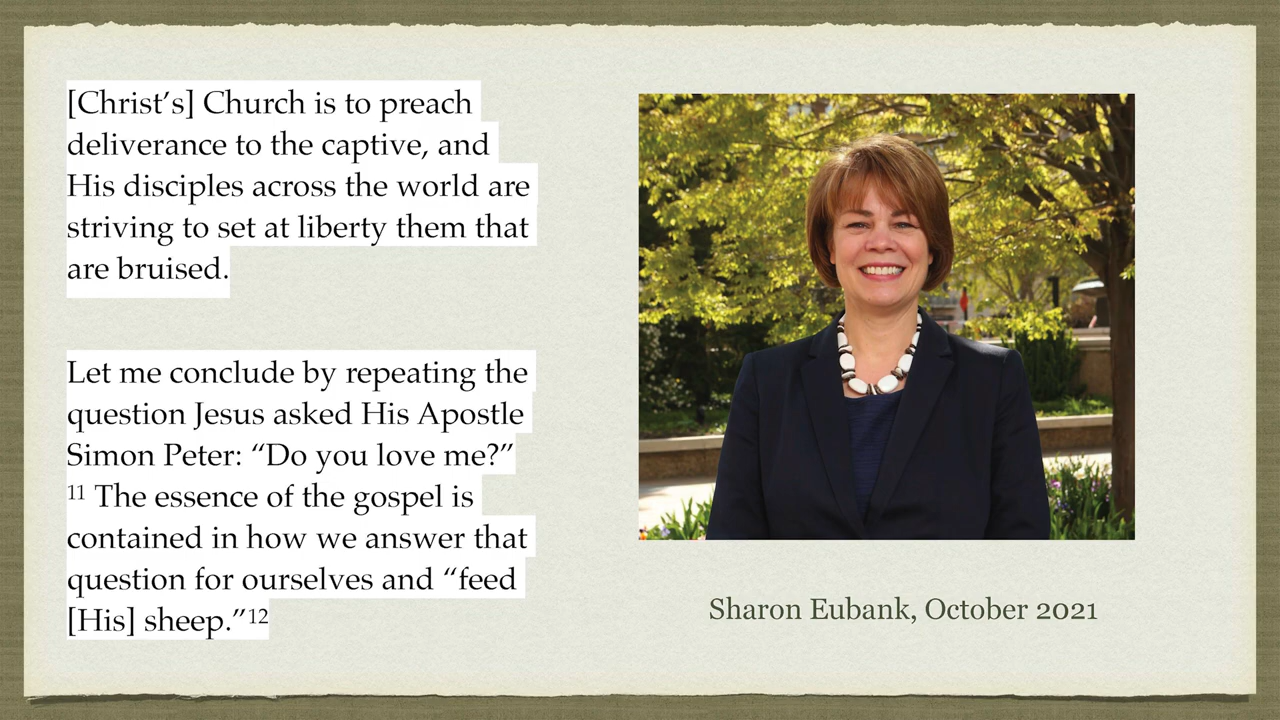 [Christ’s] Church is to preach
deliverance to the captive, and
His disciples across the world are
striving to set at liberty them that
are bruised.
Let me conclude by repeating the
question Jesus asked His Apostle
Simon Peter: “Do you love me?”
11 The essence of the gospel is
contained in how we answer that
question for ourselves and “feed
[His] sheep.”12
Sharon Eubank, October 2021